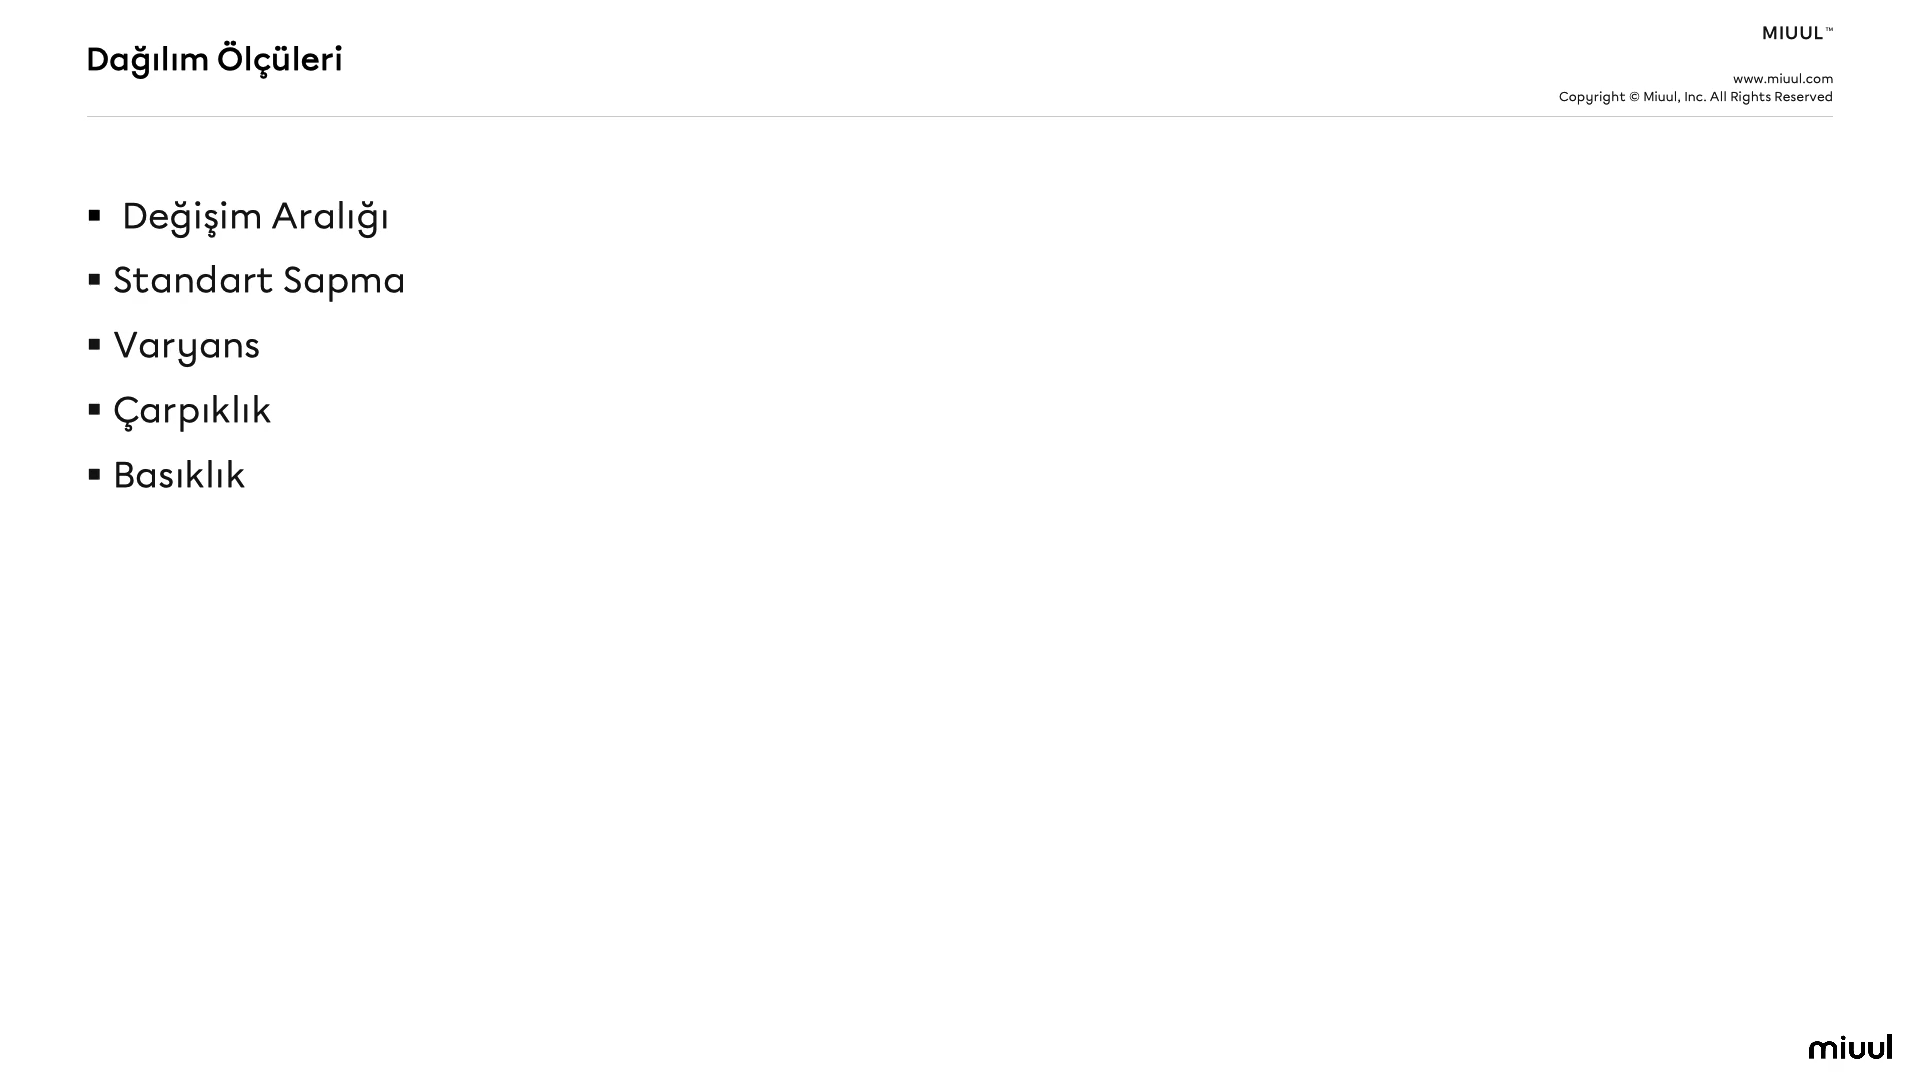 Dağılım Ölçüleri
MIUUL™
www.miuul.com
Copyright © Miuul, Inc. All Rights Reserved
▪ Değişim Aralığı
▪ Standart Sapma
▪ Varyans
▪ Çarpıklık
▪ Basıklık
miuul